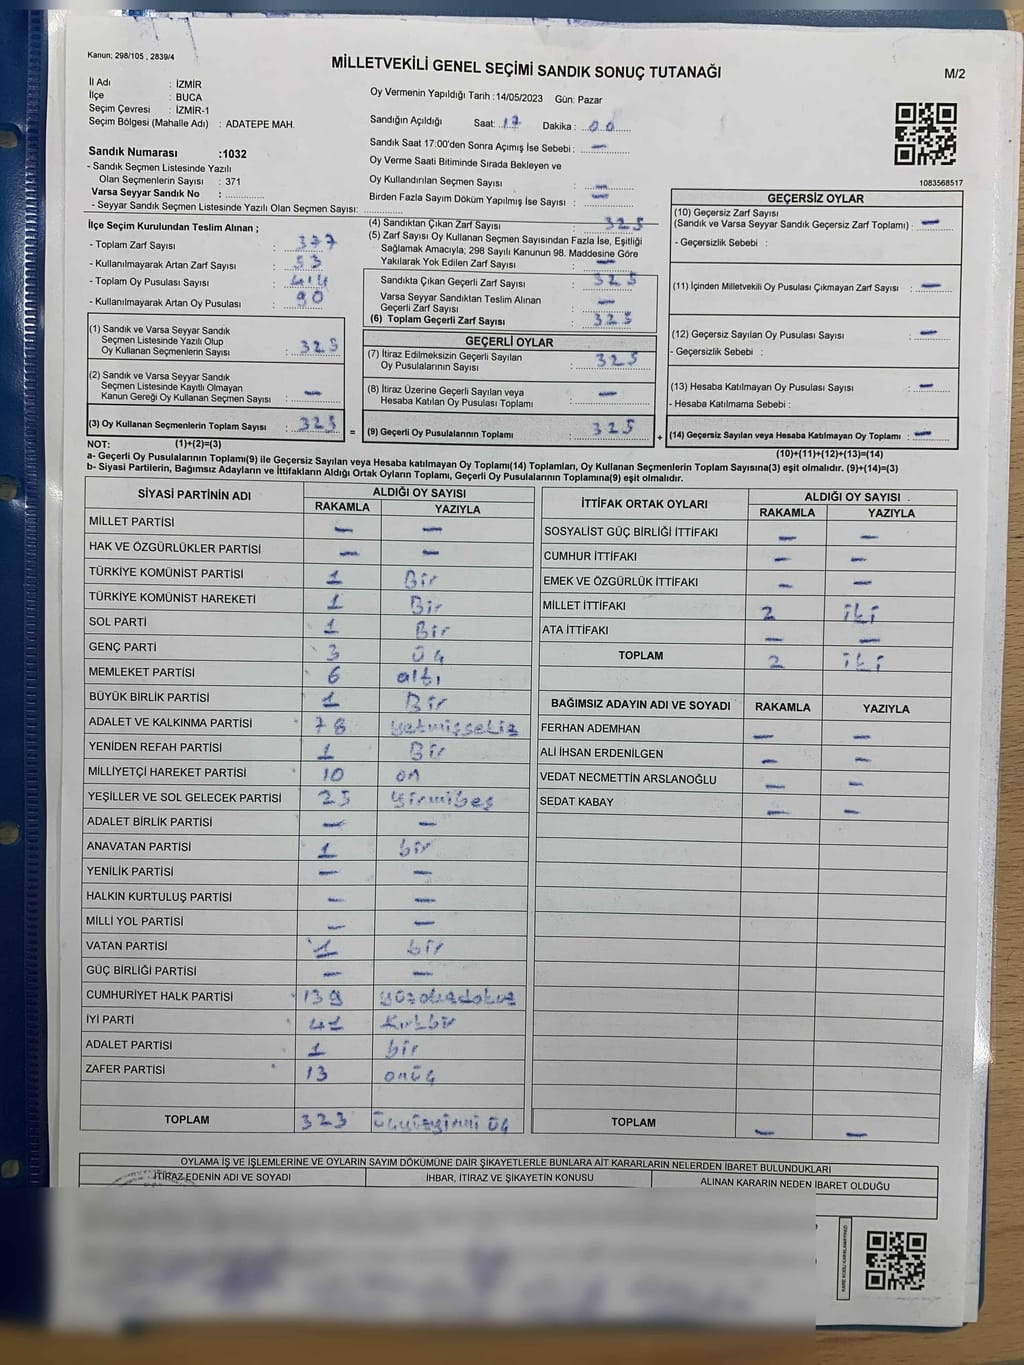 Kanun; 298/105 , 2839/4
MİLLETVEKİLİ GENEL SEÇİMİ SANDIK SONUÇ TUTANAĞI
M/2
İl Adı : İZMİR
İlçe : BUCA
Seçim Çevresi : İZMİR-1
Seçim Bölgesi (Mahalle Adı) : ADATEPE MAH.
Oy Vermenin Yapıldığı Tarih :14/05/2023 Gün: Pazar
Sandığın Açıldığı Saat: 17 Dakika : 00
Sandık Saat 17:00'den Sonra Açımış İse Sebebi : —
Oy Verme Saati Bitiminde Sırada Bekleyen ve
Oy Kullandırılan Seçmen Sayısı : —
Birden Fazla Sayım Döküm Yapılmış İse Sayısı : —
1083568517
Sandık Numarası :1032
- Sandık Seçmen Listesinde Yazılı
Olan Seçmenlerin Sayısı : 371
Varsa Seyyar Sandık No :
- Seyyar Sandık Seçmen Listesinde Yazılı Olan Seçmen Sayısı:
İlçe Seçim Kurulundan Teslim Alınan ;
- Toplam Zarf Sayısı : 377
- Kullanılmayarak Artan Zarf Sayısı : 53
- Toplam Oy Pusulası Sayısı : 414
- Kullanılmayarak Artan Oy Pusulası : 90
(1) Sandık ve Varsa Seyyar Sandık
Seçmen Listesinde Yazılı Olup
Oy Kullanan Seçmenlerin Sayısı : 325
(2) Sandık ve Varsa Seyyar Sandık
Seçmen Listesinde Kayıtlı Olmayan
Kanun Gereği Oy Kullanan Seçmen Sayısı : —
(3) Oy Kullanan Seçmenlerin Toplam Sayısı : 325
(1)+(2)=(3)
(4) Sandıktan Çıkan Zarf Sayısı : 325
(5) Zarf Sayısı Oy Kullanan Seçmen Sayısından Fazla İse, Eşitliği
Sağlamak Amacıyla; 298 Sayılı Kanunun 98. Maddesine Göre
Yakılarak Yok Edilen Zarf Sayısı : —
Sandıkta Çıkan Geçerli Zarf Sayısı : 325
Varsa Seyyar Sandıktan Teslim Alınan
Geçerli Zarf Sayısı : —
(6) Toplam Geçerli Zarf Sayısı : 325
GEÇERLİ OYLAR
(7) İtiraz Edilmeksizin Geçerli Sayılan
Oy Pusulalarının Sayısı : 325
(8) İtiraz Üzerine Geçerli Sayılan veya
Hesaba Katılan Oy Pusulası Toplamı : —
= (9) Geçerli Oy Pusulalarının Toplamı : 325
GEÇERSİZ OYLAR
(10) Geçersiz Zarf Sayısı
(Sandık ve Varsa Seyyar Sandık Geçersiz Zarf Toplamı) : —
- Geçersizlik Sebebi :
(11) İçinden Milletvekili Oy Pusulası Çıkmayan Zarf Sayısı : —
(12) Geçersiz Sayılan Oy Pusulası Sayısı : —
- Geçersizlik Sebebi :
(13) Hesaba Katılmayan Oy Pusulası Sayısı : —
- Hesaba Katılmama Sebebi :
+ (14) Geçersiz Sayılan veya Hesaba Katılmayan Oy Toplamı : —
(10)+(11)+(12)+(13)=(14)
NOT:
a- Geçerli Oy Pusulalarının Toplamı(9) ile Geçersiz Sayılan veya Hesaba katılmayan Oy Toplamı(14) Toplamları, Oy Kullanan Seçmenlerin Toplam Sayısına(3) eşit olmalıdır. (9)+(14)=(3)
b- Siyasi Partilerin, Bağımsız Adayların ve İttifakların Aldığı Ortak Oyların Toplamı, Geçerli Oy Pusulalarının Toplamına(9) eşit olmalıdır.
SİYASİ PARTİNİN ADI ALDIĞI OY SAYISI
RAKAMLA YAZIYLA
MİLLET PARTİSİ — —
HAK VE ÖZGÜRLÜKLER PARTİSİ — —
TÜRKİYE KOMÜNİST PARTİSİ 1 Bir
TÜRKİYE KOMÜNİST HAREKETİ 1 Bir
SOL PARTİ 1 Bir
GENÇ PARTİ 3 üç
MEMLEKET PARTİSİ 6 altı
BÜYÜK BİRLİK PARTİSİ 1 Bir
ADALET VE KALKINMA PARTİSİ 78 yetmişseliz
YENİDEN REFAH PARTİSİ 1 Bir
MİLLİYETÇİ HAREKET PARTİSİ 10 on
YEŞİLLER VE SOL GELECEK PARTİSİ 25 yirmibeş
ADALET BİRLİK PARTİSİ — —
ANAVATAN PARTİSİ 1 bir
YENİLİK PARTİSİ — —
HALKIN KURTULUŞ PARTİSİ — —
MİLLİ YOL PARTİSİ — —
VATAN PARTİSİ 1 bir
GÜÇ BİRLİĞİ PARTİSİ — —
CUMHURİYET HALK PARTİSİ 139 yüzotuzdokuz
İYİ PARTİ 41 Kırkbir
ADALET PARTİSİ 1 bir
ZAFER PARTİSİ 13 onüç
TOPLAM 323 üçyüzyirmi üç
İTTİFAK ORTAK OYLARI ALDIĞI OY SAYISI
RAKAMLA YAZIYLA
SOSYALİST GÜÇ BİRLİĞİ İTTİFAKI — —
CUMHUR İTTİFAKI — —
EMEK VE ÖZGÜRLÜK İTTİFAKI — —
MİLLET İTTİFAKI 2 iki
ATA İTTİFAKI — —
TOPLAM 2 iki
BAĞIMSIZ ADAYIN ADI VE SOYADI RAKAMLA YAZIYLA
FERHAN ADEMHAN — —
ALİ İHSAN ERDENİLGEN — —
VEDAT NECMETTİN ARSLANOĞLU — —
SEDAT KABAY — —
TOPLAM — —
OYLAMA İŞ VE İŞLEMLERİNE VE OYLARIN SAYIM DÖKÜMÜNE DAİR ŞİKAYETLERLE BUNLARA AİT KARARLARIN NELERDEN İBARET BULUNDUKLARI
İTİRAZ EDENİN ADI VE SOYADI İHBAR, İTİRAZ VE ŞİKAYETİN KONUSU ALINAN KARARIN NEDEN İBARET OLDUĞU